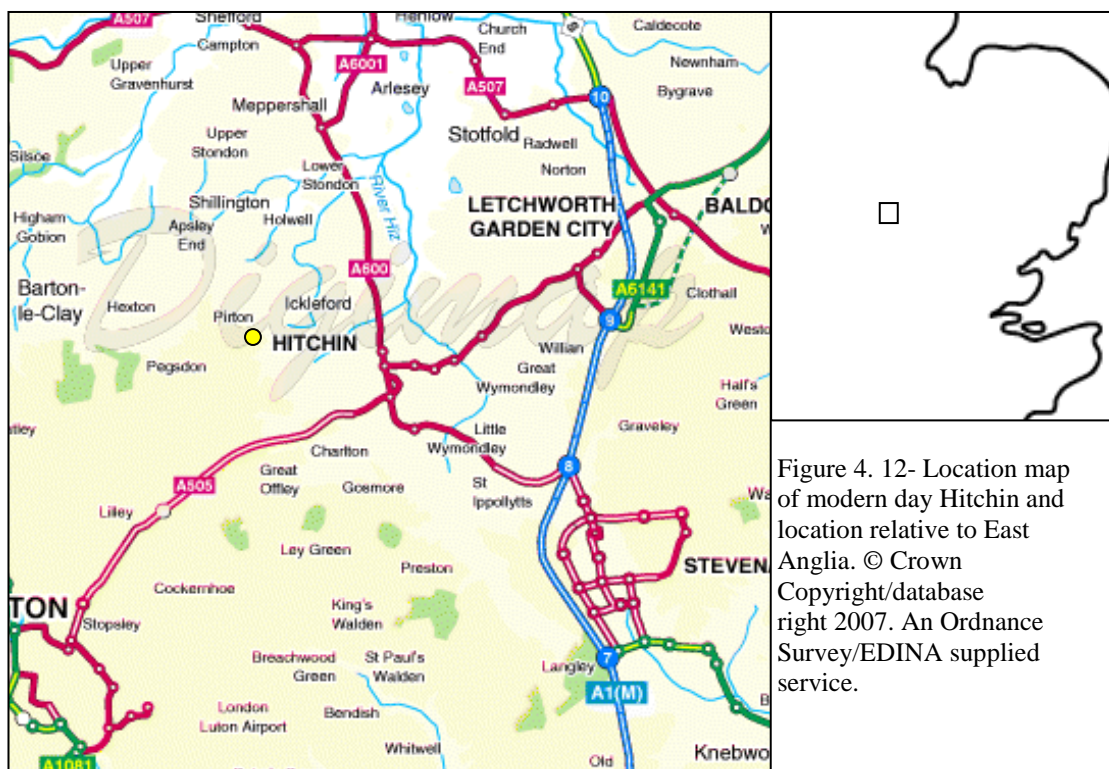 A507
Shefford
Henlow
Church
End
9
Caldecote
Campton
Upper
Gravenhurst
A6001
Arlesey
A507
Newnham
Bygrave
10
Meppershall
Stotfold
Radwell
Norton
Silsoe
Upper
Stondon
Lower
Stondon
River Hiz
Shillington
LETCHWORTH
GARDEN CITY
BALDO
Higham
Gobion
Apsley
End
Holwell
A600
Digimap
Barton-
le-Clay
Hexton
Pirton
Ickleford
A6141
Clothall
HITCHIN
9
Willian
Westo
Pegsdon
Great
Wymondley
Hall's
Green
Little
Wymondley
Graveley
Charlton
8
A505
Great
Offley
Gosmore
St
Ippollytts
Lilley
Ley Green
Preston
STEVENA
Cockernhoe
TON
Stopsley
King's
Walden
Breachwood
Green
St Paul's
Walden
Langley
7
A1(M)
London
Luton Airport
Bendish
Whitwell
A1081
Old
Knebwo
Figure 4. 12- Location map
of modern day Hitchin and
location relative to East
Anglia. © Crown
Copyright/database
right 2007. An Ordnance
Survey/EDINA supplied
service.